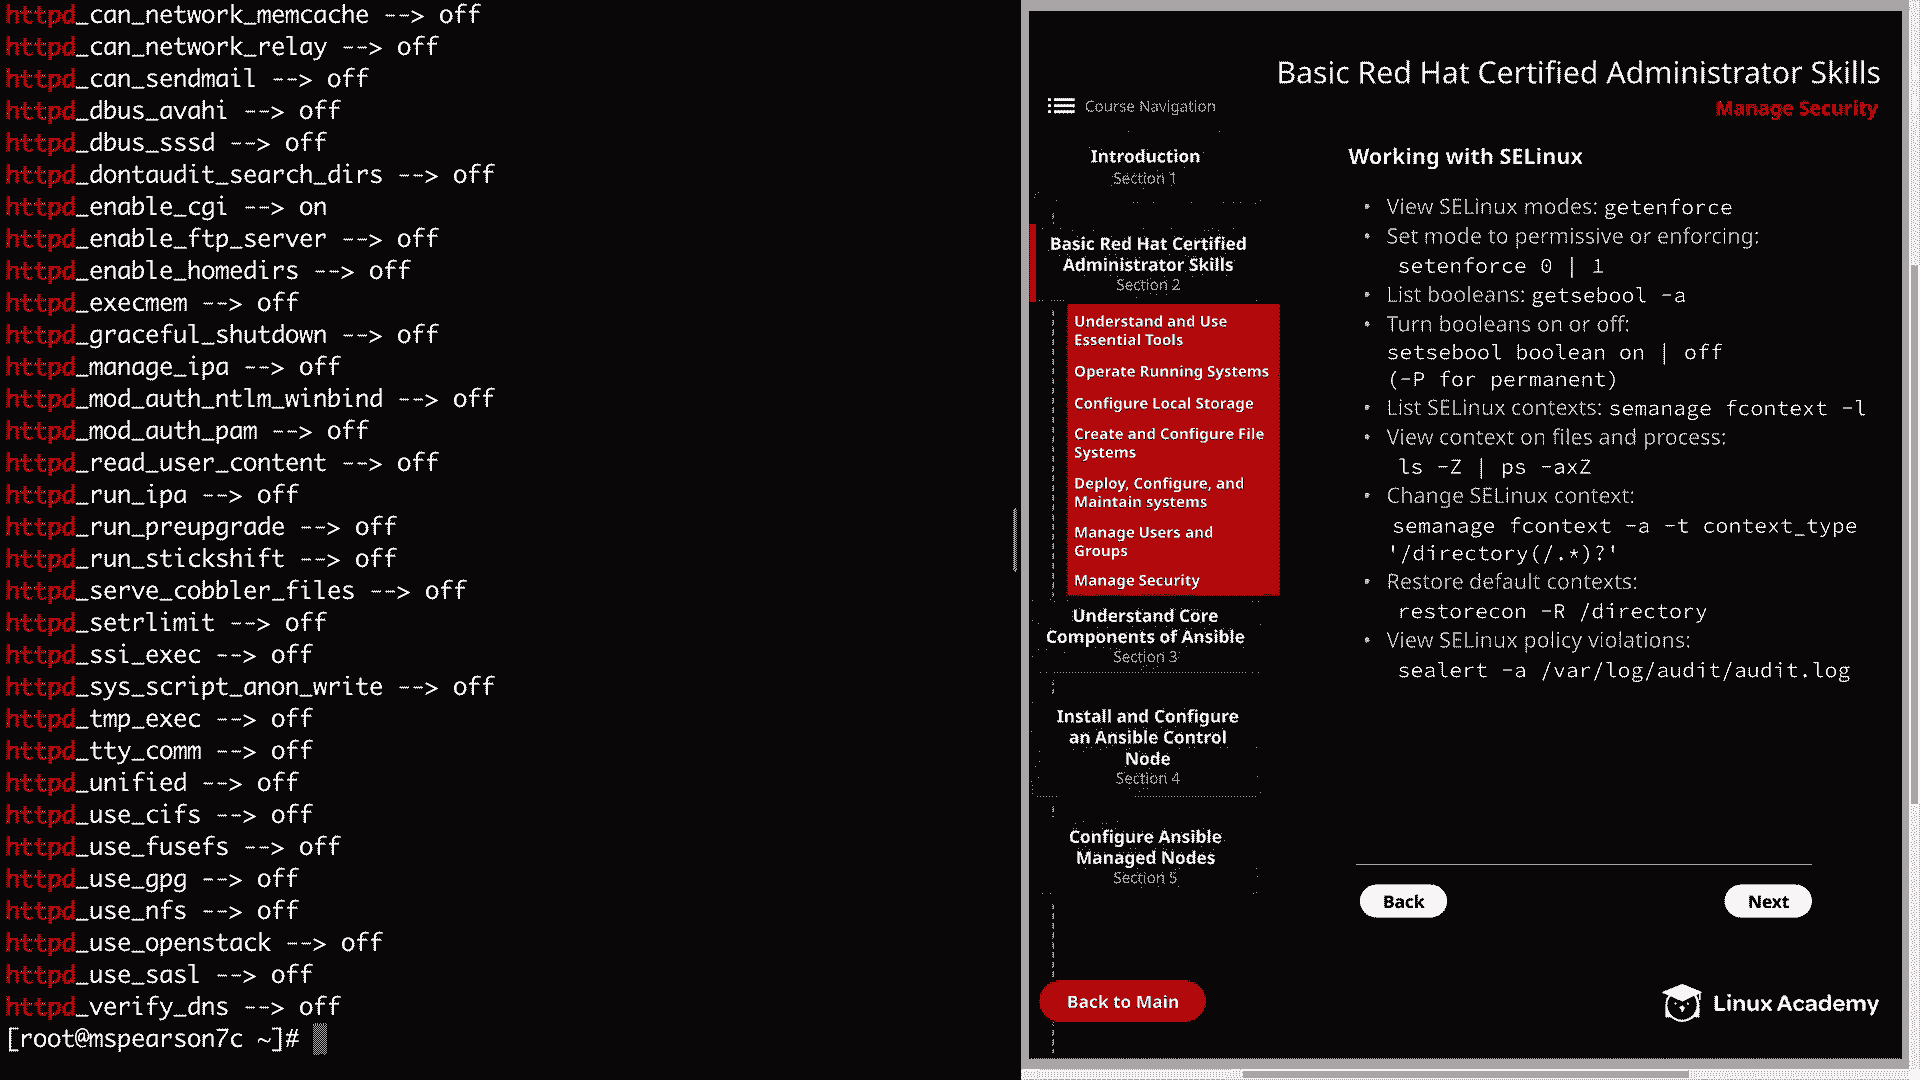 httpd_can_network_memcache --> off
httpd_can_network_relay --> off
httpd_can_sendmail --> off
httpd_dbus_avahi --> off
httpd_dbus_sssd --> off
httpd_dontaudit_search_dirs --> off
httpd_enable_cgi --> on
httpd_enable_ftp_server --> off
httpd_enable_homedirs --> off
httpd_execmem --> off
httpd_graceful_shutdown --> off
httpd_manage_ipa --> off
httpd_mod_auth_ntlm_winbind --> off
httpd_mod_auth_pam --> off
httpd_read_user_content --> off
httpd_run_ipa --> off
httpd_run_preupgrade --> off
httpd_run_stickshift --> off
httpd_serve_cobbler_files --> off
httpd_setrlimit --> off
httpd_ssi_exec --> off
httpd_sys_script_anon_write --> off
httpd_tmp_exec --> off
httpd_tty_comm --> off
httpd_unified --> off
httpd_use_cifs --> off
httpd_use_fusefs --> off
httpd_use_gpg --> off
httpd_use_nfs --> off
httpd_use_openstack --> off
httpd_use_sasl --> off
httpd_verify_dns --> off
[root@mspearson7c ~]#
Basic Red Hat Certified Administrator Skills
Manage Security
Course Navigation
Introduction
Section 1
Basic Red Hat Certified
Administrator Skills
Section 2
Understand and Use
Essential Tools
Operate Running Systems
Configure Local Storage
Create and Configure File
Systems
Deploy, Configure, and
Maintain systems
Manage Users and
Groups
Manage Security
Understand Core
Components of Ansible
Section 3
Install and Configure
an Ansible Control
Node
Section 4
Configure Ansible
Managed Nodes
Section 5
Back to Main
Working with SELinux
• View SELinux modes: getenforce
• Set mode to permissive or enforcing:
setenforce 0 | 1
• List booleans: getsebool -a
• Turn booleans on or off:
setsebool boolean on | off
(-P for permanent)
• List SELinux contexts: semanage fcontext -l
• View context on files and process:
ls -Z | ps -axZ
• Change SELinux context:
semanage fcontext -a -t context_type
'/directory(/.*)?'
• Restore default contexts:
restorecon -R /directory
• View SELinux policy violations:
sealert -a /var/log/audit/audit.log
Back
Next
Linux Academy